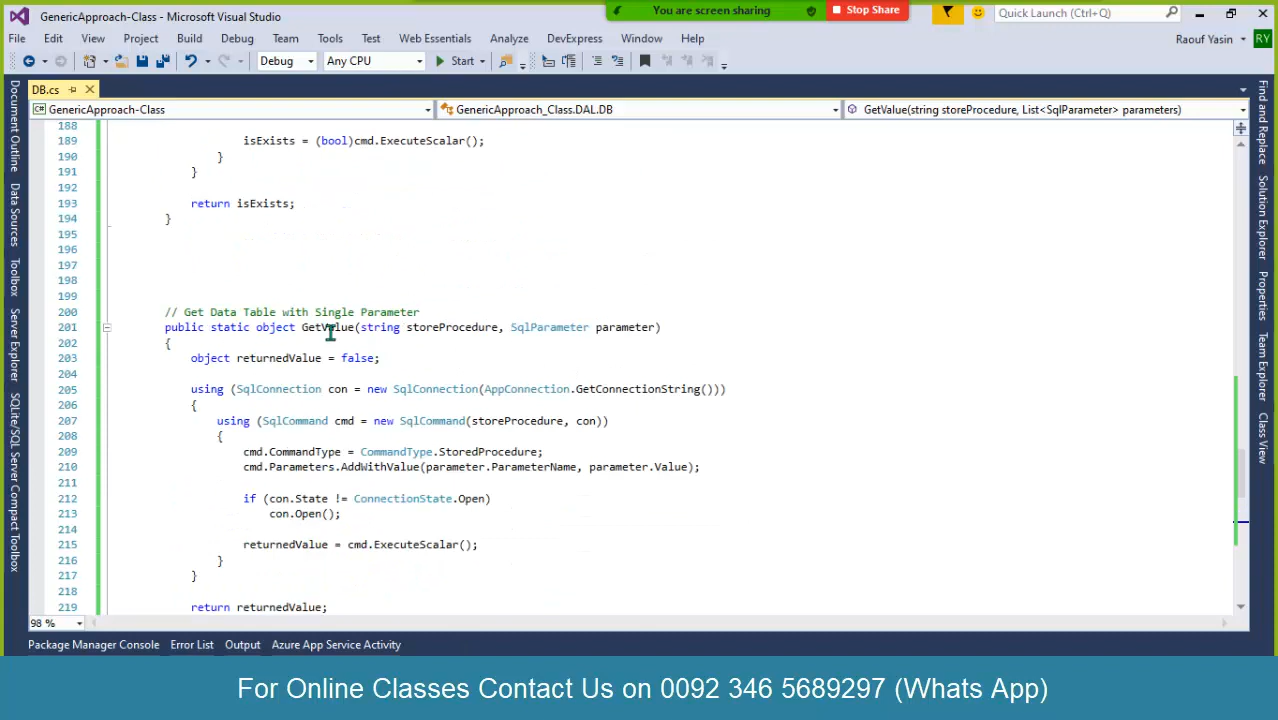 GenericApproach-Class - Microsoft Visual Studio
You are screen sharing
Stop Share
Quick Launch (Ctrl+Q)
File Edit View Project Build Debug Team Tools Test Web Essentials Analyze DevExpress Window Help
Raouf Yasin RY
Debug Any CPU Start
DB.cs
GenericApproach-Class GenericApproach_Class.DAL.DB GetValue(string storeProcedure, List<SqlParameter> parameters)
188
189 isExists = (bool)cmd.ExecuteScalar();
190 }
191 }
192
193 return isExists;
194 }
195
196
197
198
199
200 // Get Data Table with Single Parameter
201 public static object GetValue(string storeProcedure, SqlParameter parameter)
202 {
203 object returnedValue = false;
204
205 using (SqlConnection con = new SqlConnection(AppConnection.GetConnectionString()))
206 {
207 using (SqlCommand cmd = new SqlCommand(storeProcedure, con))
208 {
209 cmd.CommandType = CommandType.StoredProcedure;
210 cmd.Parameters.AddWithValue(parameter.ParameterName, parameter.Value);
211
212 if (con.State != ConnectionState.Open)
213 con.Open();
214
215 returnedValue = cmd.ExecuteScalar();
216 }
217 }
218
219 return returnedValue;
98 %
Document Outline
Data Sources
Toolbox
Server Explorer
SQLite/SQL Server Compact Toolbox
Find and Replace
Solution Explorer
Properties
Team Explorer
Class View
Package Manager Console Error List Output Azure App Service Activity
For Online Classes Contact Us on 0092 346 5689297 (Whats App)